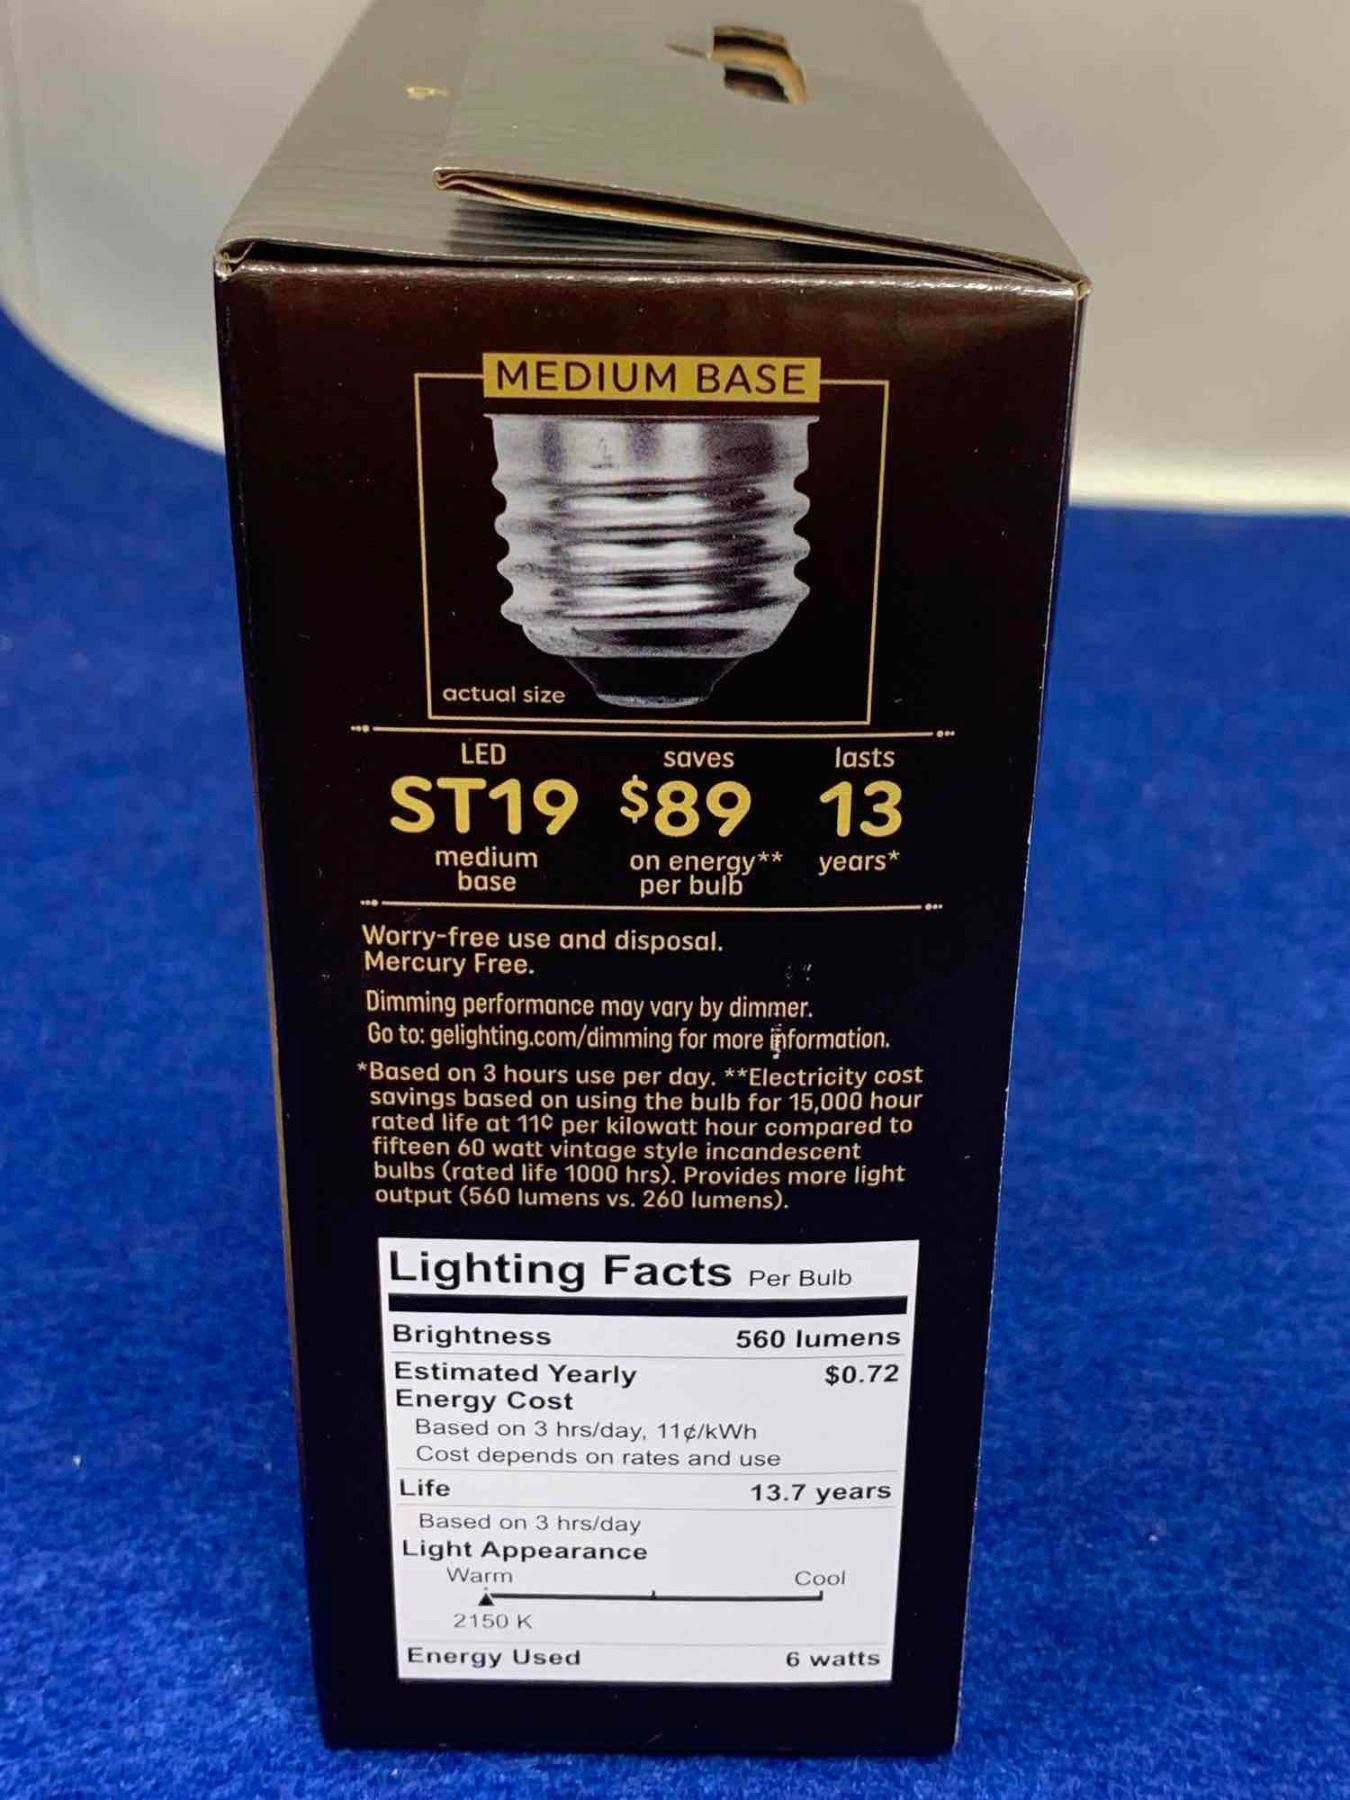 MEDIUM BASE
actual size
LED saves lasts
ST19 $89 13
medium on energy** years*
base per bulb
Worry-free use and disposal.
Mercury Free.
Dimming performance may vary by dimmer.
Go to: gelighting.com/dimming for more information.
*Based on 3 hours use per day. **Electricity cost
savings based on using the bulb for 15,000 hour
rated life at 11¢ per kilowatt hour compared to
fifteen 60 watt vintage style incandescent
bulbs (rated life 1000 hrs). Provides more light
output (560 lumens vs. 260 lumens).
Lighting Facts Per Bulb
Brightness 560 lumens
Estimated Yearly $0.72
Energy Cost
Based on 3 hrs/day, 11¢/kWh
Cost depends on rates and use
Life 13.7 years
Based on 3 hrs/day
Light Appearance
Warm Cool
2150 K
Energy Used 6 watts